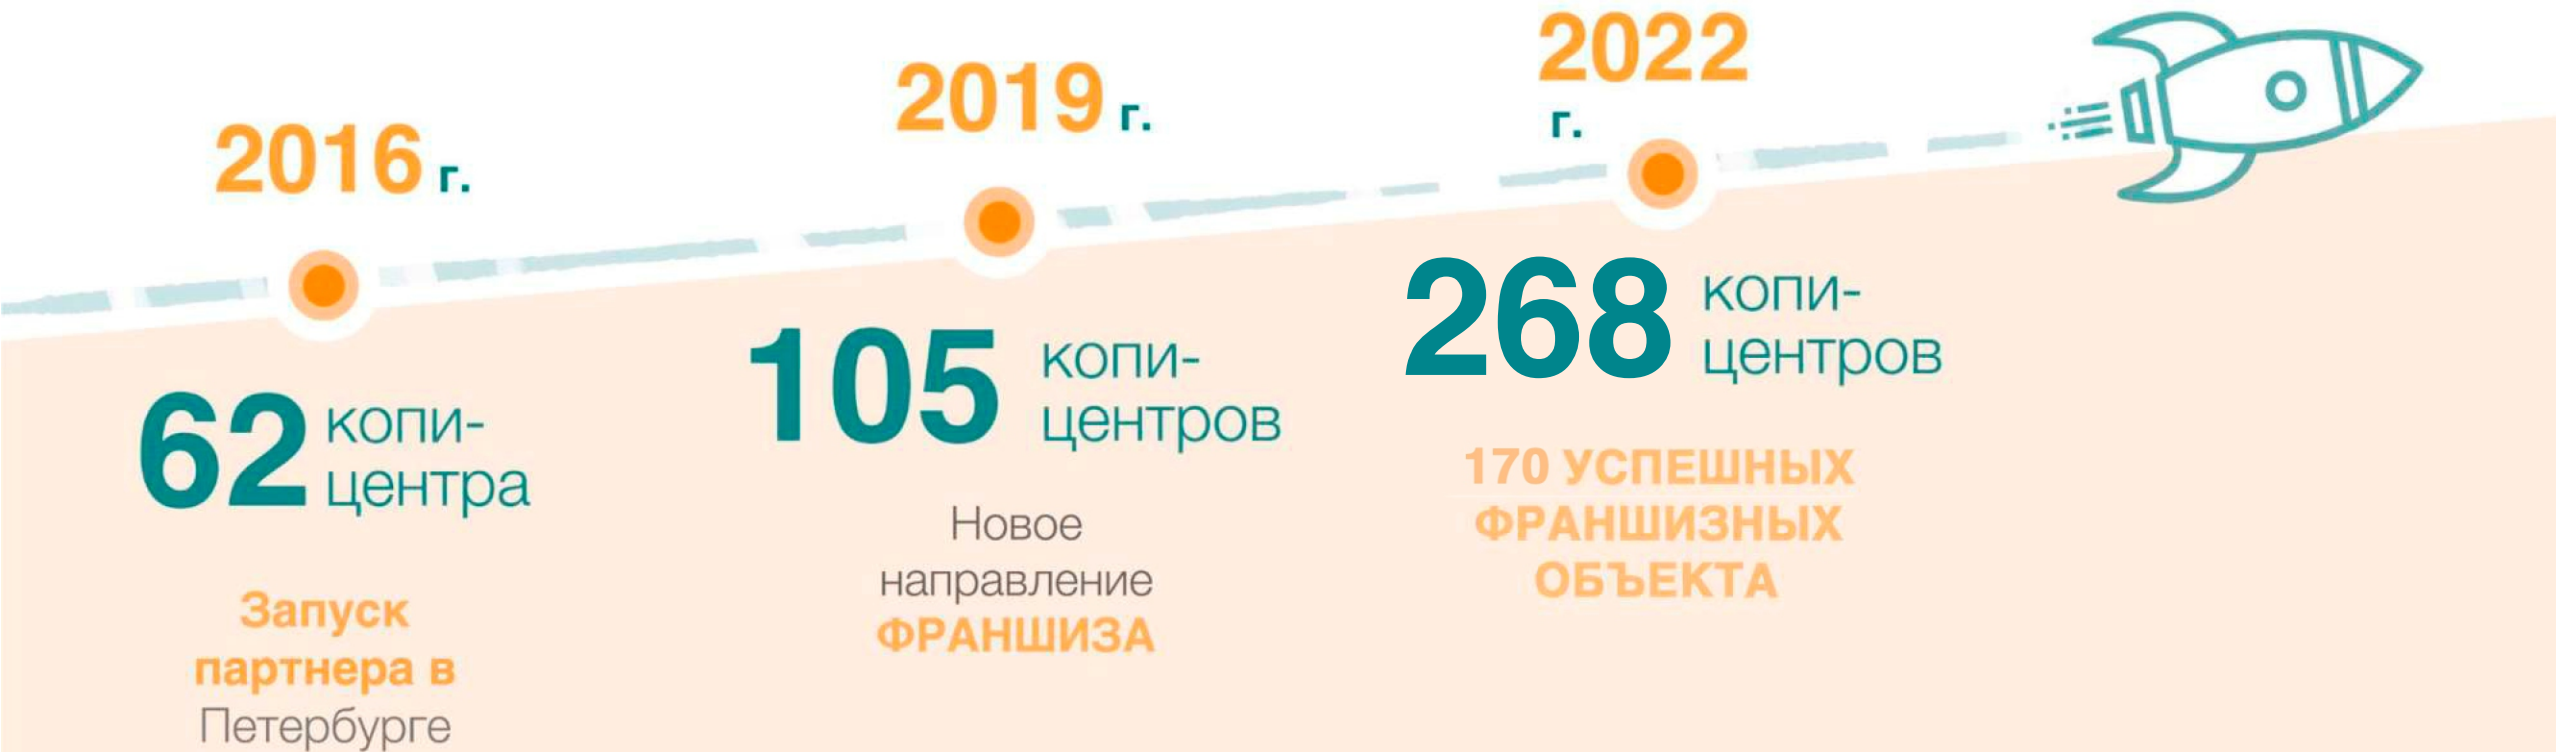 2016 г.
62 копи-
центра
Запуск
партнера в
Петербурге
2019 г.
105 копи-
центров
Новое
направление
ФРАНШИЗА
2022
г.
268 копи-
центров
170 УСПЕШНЫХ
ФРАНШИЗНЫХ
ОБЪЕКТА